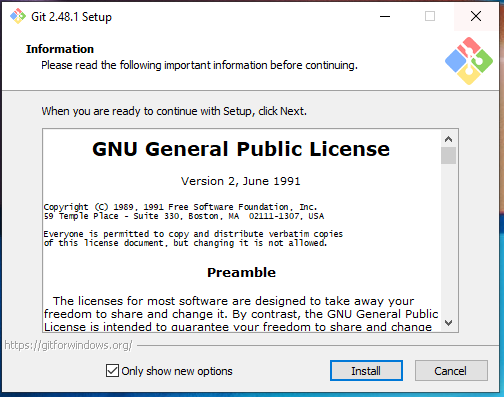 Git 2.48.1 Setup
Information
Please read the following important information before continuing.
When you are ready to continue with Setup, click Next.
GNU General Public License
Version 2, June 1991
Copyright (C) 1989, 1991 Free Software Foundation, Inc.
59 Temple Place - Suite 330, Boston, MA  02111-1307, USA
Everyone is permitted to copy and distribute verbatim copies
of this license document, but changing it is not allowed.
Preamble
The licenses for most software are designed to take away your
freedom to share and change it. By contrast, the GNU General Public
License is intended to guarantee your freedom to share and change
https://gitforwindows.org/
Only show new options
Install
Cancel